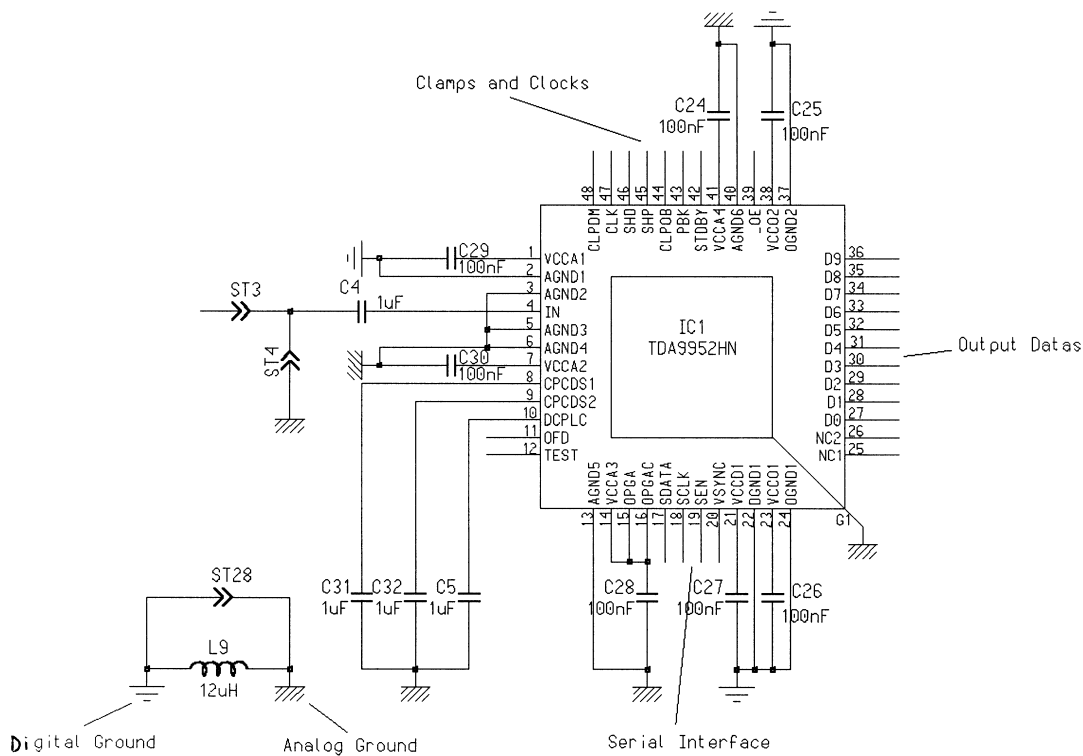 Clamps and Clocks
C24
100nF
C25
100nF
48 47 46 45 44 43 42 41 40 39 38 37
CLPDM CLK SHD SHP CLPOB PBK STDBY VCCA4 AGND6 _OE VCCO2 OGND2
C29
100nF
1 VCCA1
2 AGND1
3 AGND2
4 IN
5 AGND3
6 AGND4
7 VCCA2
8 CPCDS1
9 CPCDS2
10 DCPLC
11 OFD
12 TEST
ST3
C4
1uF
ST4
C30
100nF
IC1
TDA9952HN
D9 36
D8 35
D7 34
D6 33
D5 32
D4 31
D3 30
D2 29
D1 28
D0 27
NC2 26
NC1 25
Output Datas
AGND5 VCCA3 OPGA OPGAC SDATA SCLK SEN VSYNC VCCD1 DGND1 VCCO1 OGND1
13 14 15 16 17 18 19 20 21 22 23 24
G1
ST28
L9
12uH
C31
1uF
C32
1uF
C5
1uF
C28
100nF
C27
100nF
C26
100nF
Digital Ground
Analog Ground
Serial Interface